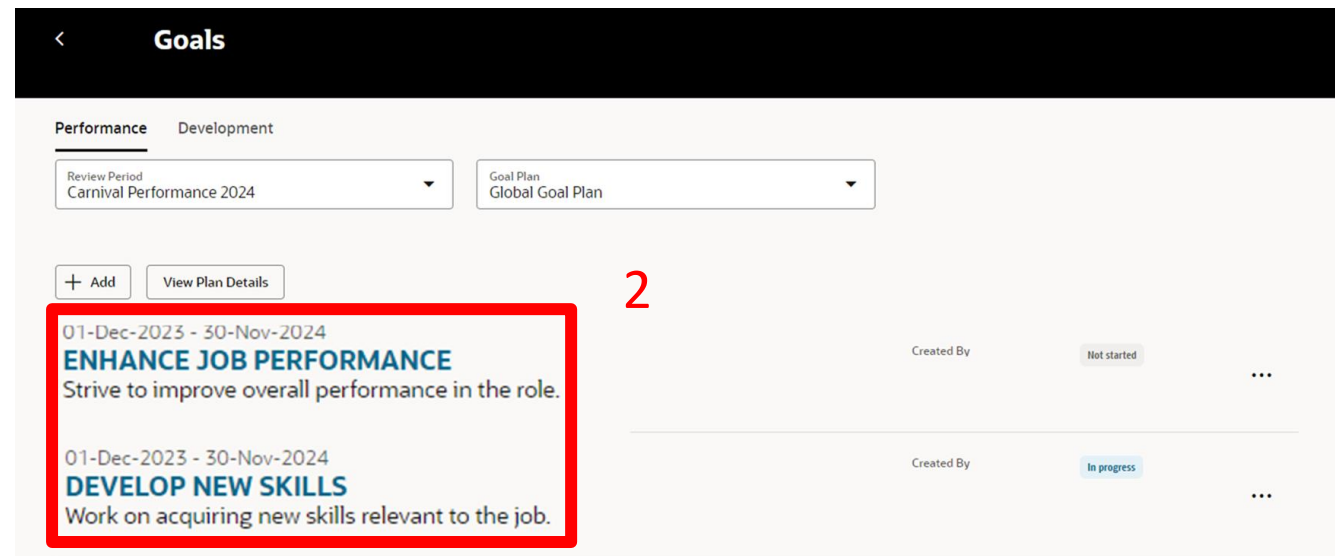 Goals
Performance Development
Review Period
Carnival Performance 2024
Goal Plan
Global Goal Plan
+ Add View Plan Details
2
01-Dec-2023 - 30-Nov-2024
ENHANCE JOB PERFORMANCE
Strive to improve overall performance in the role.
Created By Not started
01-Dec-2023 - 30-Nov-2024
DEVELOP NEW SKILLS
Work on acquiring new skills relevant to the job.
Created By In progress